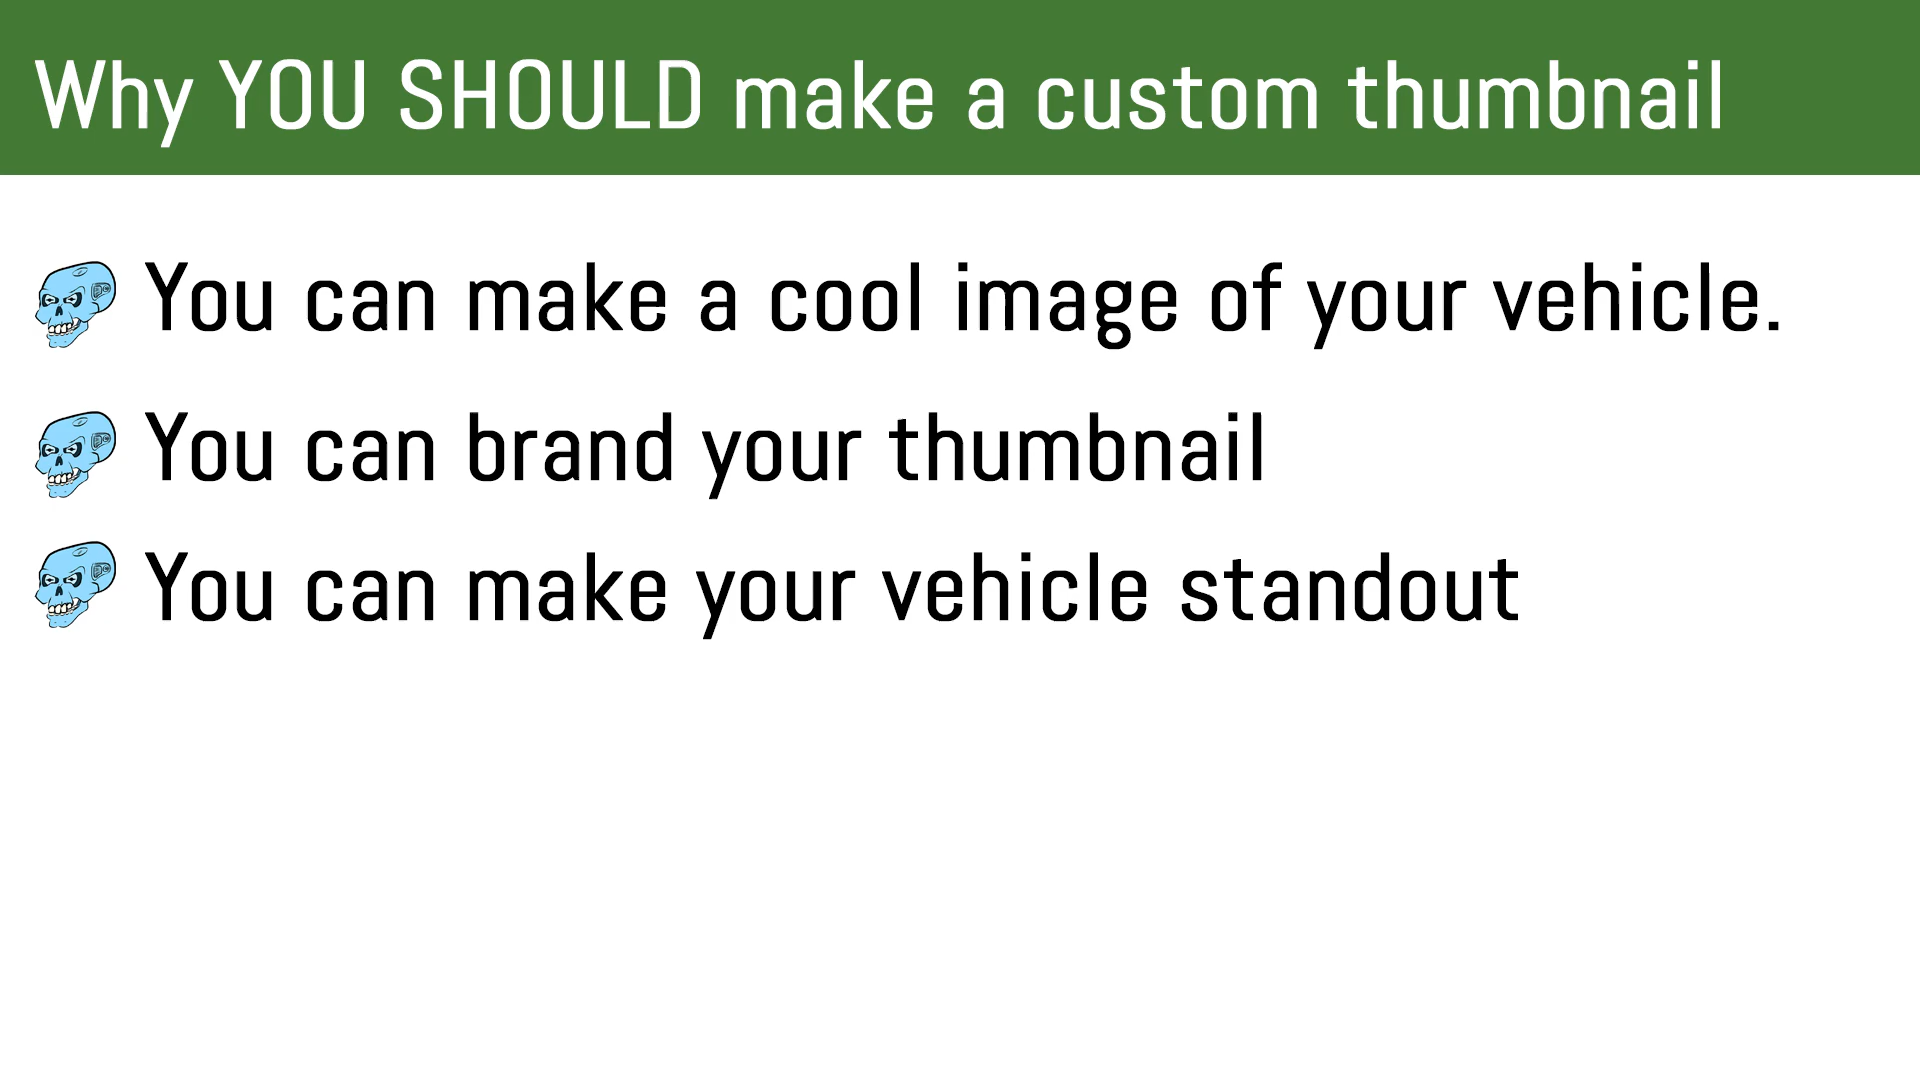 Why YOU SHOULD make a custom thumbnail
You can make a cool image of your vehicle.
You can brand your thumbnail
You can make your vehicle standout